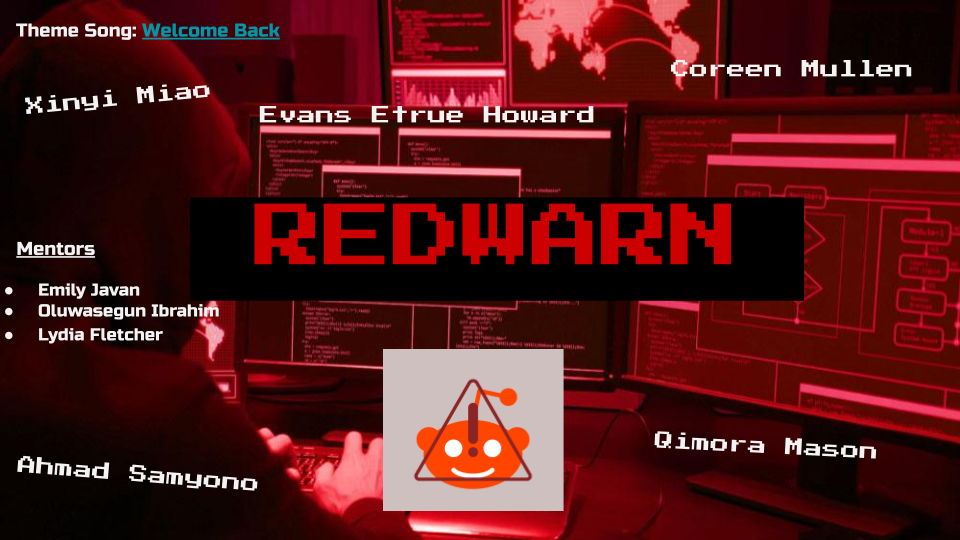 Theme Song: Welcome Back
Coreen Mullen
Xinyi Miao
Evans Etrue Howard
REDWARN
Mentors
● Emily Javan
● Oluwasegun Ibrahim
● Lydia Fletcher
Qimora Mason
Ahmad Samyono